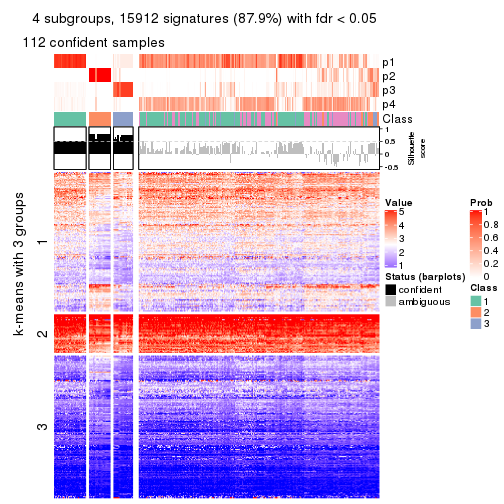 4 subgroups, 15912 signatures (87.9%) with fdr < 0.05
112 confident samples
p1
p2
p3
p4
Class
1
0.5
0
-0.5
Silhouette
score
k-means with 3 groups
1
2
3
Value
5
4
3
2
1
Status (barplots)
confident
ambiguous
Prob
1
0.8
0.6
0.4
0.2
0
Class
1
2
3